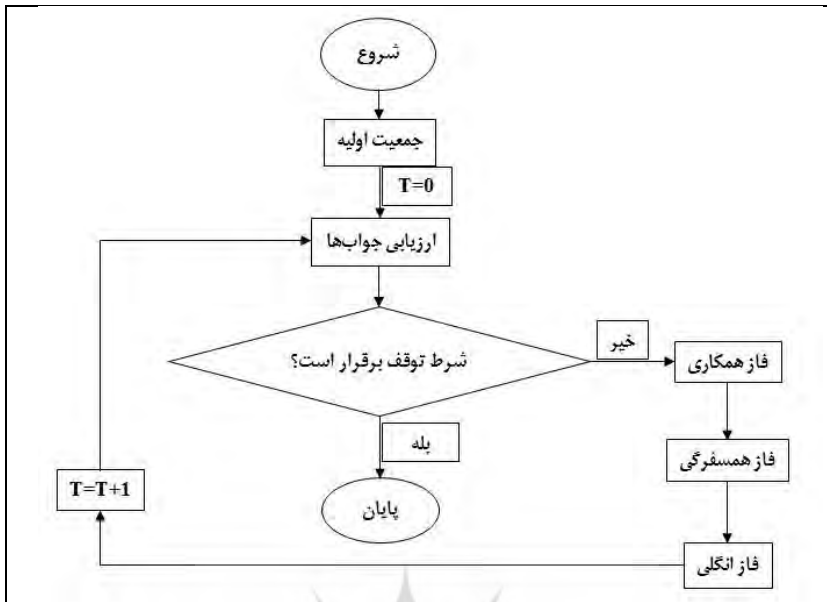 شروع
جمعیت اولیه
T=0
ارزیابی جواب‌ها
شرط توقف برقرار است؟
خیر
فاز همکاری
فاز همسفرگی
فاز انگلی
پله
پایان
T=T+1